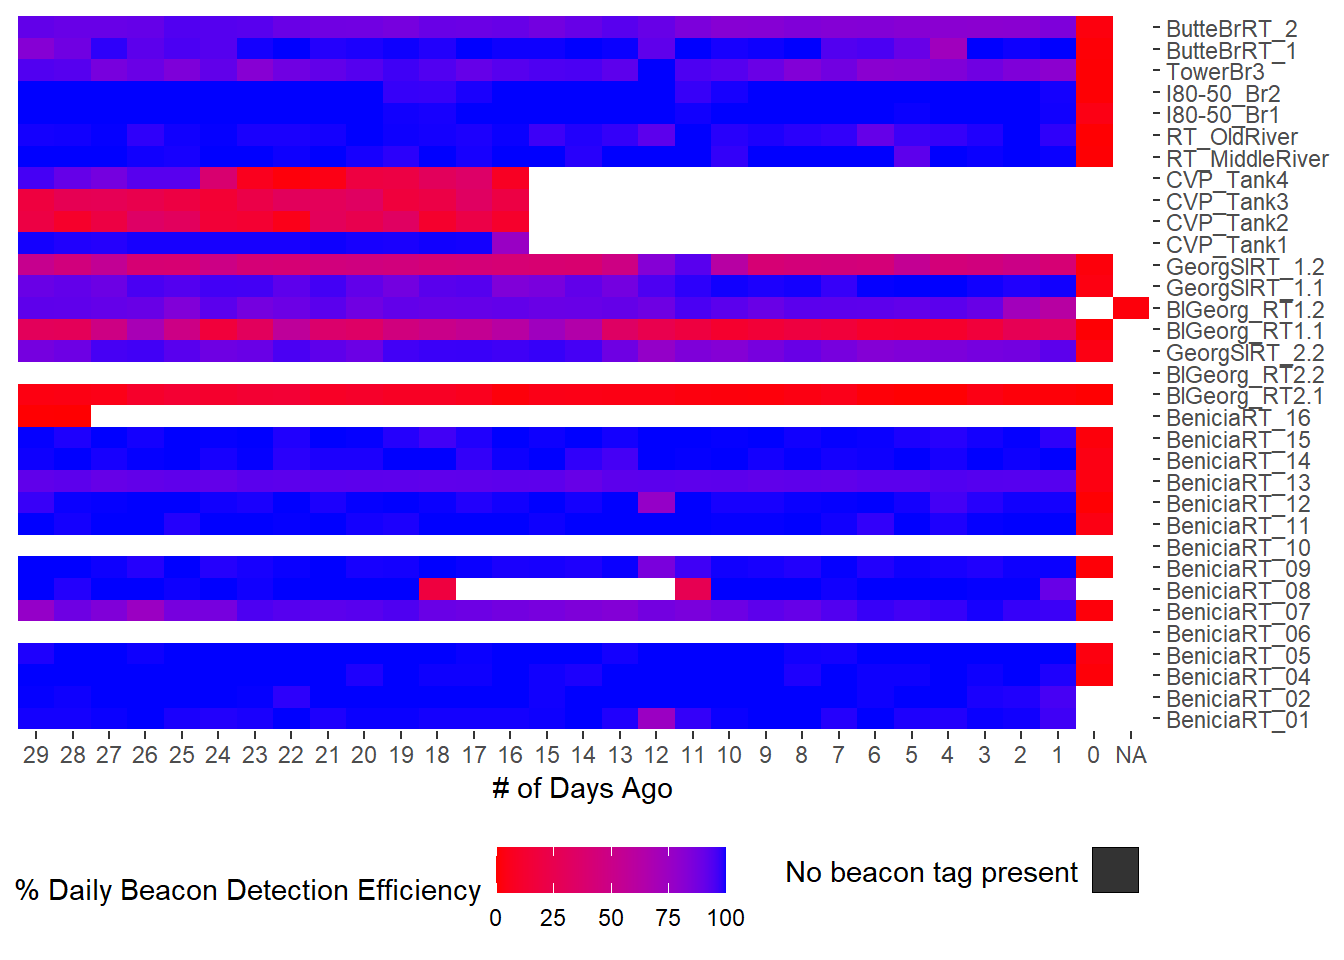 ButteBrRT_2
ButteBrRT_1
TowerBr3
I80-50_Br2
I80-50_Br1
RT_OldRiver
RT_MiddleRiver
CVP_Tank4
CVP_Tank3
CVP_Tank2
CVP_Tank1
GeorgSlRT_1.2
GeorgSlRT_1.1
BlGeorg_RT1.2
BlGeorg_RT1.1
GeorgSlRT_2.2
BlGeorg_RT2.2
BlGeorg_RT2.1
BeniciaRT_16
BeniciaRT_15
BeniciaRT_14
BeniciaRT_13
BeniciaRT_12
BeniciaRT_11
BeniciaRT_10
BeniciaRT_09
BeniciaRT_08
BeniciaRT_07
BeniciaRT_06
BeniciaRT_05
BeniciaRT_04
BeniciaRT_02
BeniciaRT_01
29 28 27 26 25 24 23 22 21 20 19 18 17 16 15 14 13 12 11 10 9 8 7 6 5 4 3 2 1 0 NA
# of Days Ago
% Daily Beacon Detection Efficiency
0 25 50 75 100
No beacon tag present